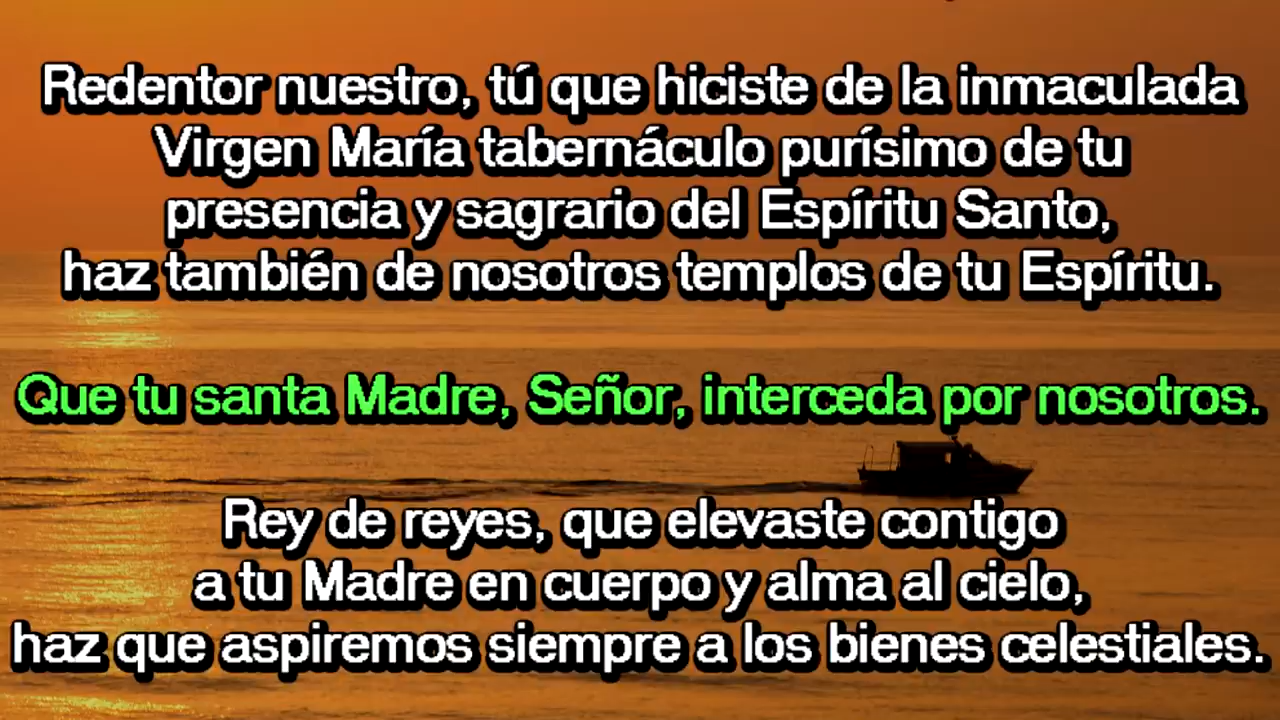 Redentor nuestro, tú que hiciste de la inmaculada
Virgen María tabernáculo purísimo de tu
presencia y sagrario del Espíritu Santo,
haz también de nosotros templos de tu Espíritu.
Que tu santa Madre, Señor, interceda por nosotros.
Rey de reyes, que elevaste contigo
a tu Madre en cuerpo y alma al cielo,
haz que aspiremos siempre a los bienes celestiales.